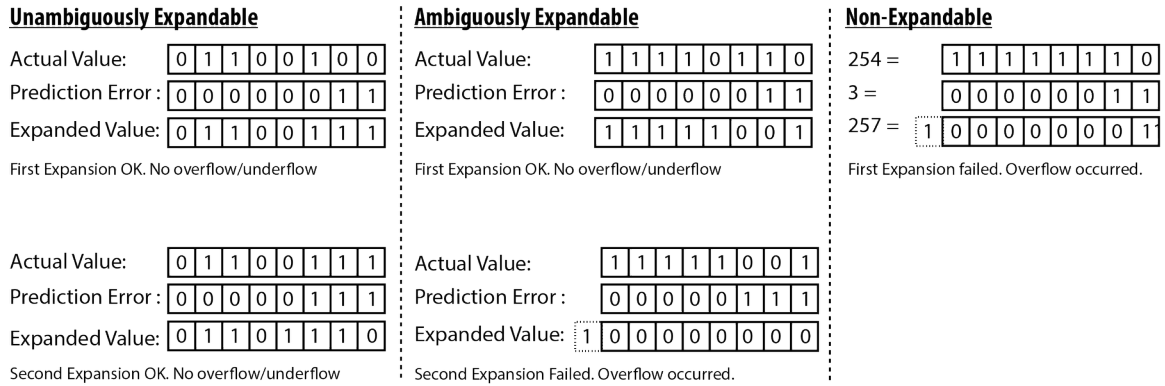 Unambiguously Expandable
Actual Value: 0 1 1 0 0 1 0 0
Prediction Error : 0 0 0 0 0 0 1 1
Expanded Value: 0 1 1 0 0 1 1 1
First Expansion OK. No overflow/underflow
Actual Value: 0 1 1 0 0 1 1 1
Prediction Error : 0 0 0 0 0 1 1 1
Expanded Value: 0 1 1 0 1 1 1 0
Second Expansion OK. No overflow/underflow
Ambiguously Expandable
Actual Value: 1 1 1 1 0 1 1 0
Prediction Error : 0 0 0 0 0 0 1 1
Expanded Value: 1 1 1 1 1 0 0 1
First Expansion OK. No overflow/underflow
Actual Value: 1 1 1 1 1 0 0 1
Prediction Error : 0 0 0 0 0 1 1 1
Expanded Value: 1 0 0 0 0 0 0 0 0
Second Expansion Failed. Overflow occurred.
Non-Expandable
254 = 1 1 1 1 1 1 1 0
3 = 0 0 0 0 0 0 1 1
257 = 1 0 0 0 0 0 0 0 1
First Expansion failed. Overflow occurred.